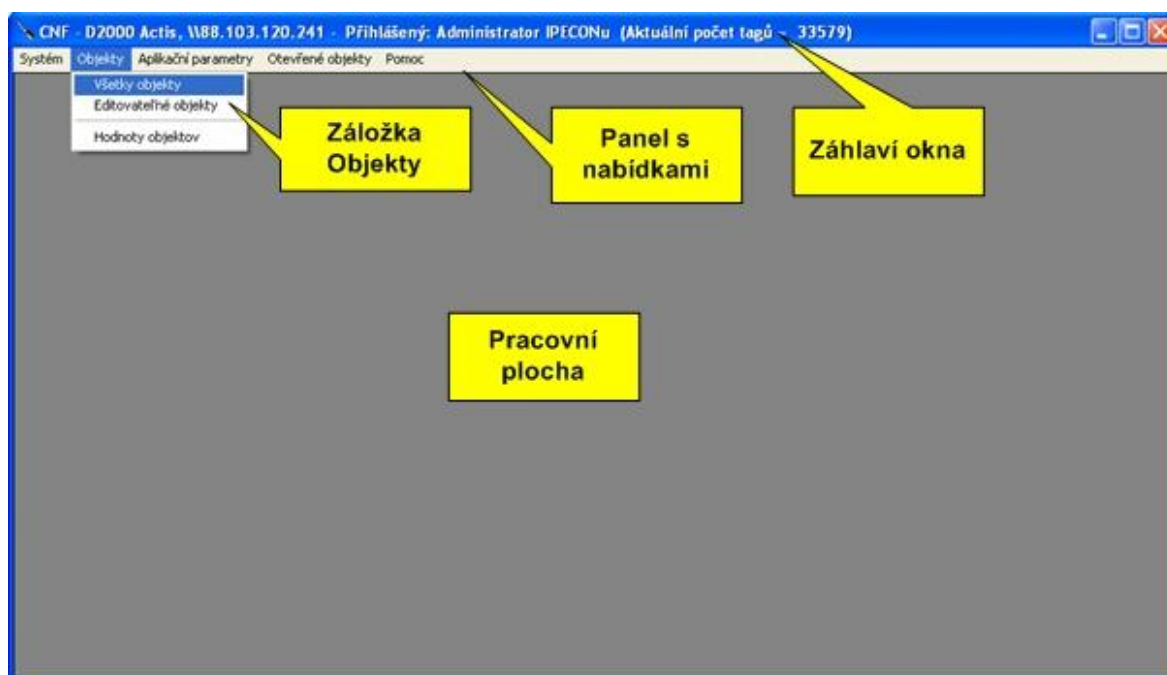 CNF - D2000 Actis, \\88.103.120.241 - Přihlášený: Administrator IPECONu (Aktuální počet tagů - 33579)
Systém Objekty Aplikační parametry Otevřené objekty Pomoc
Všetky objekty
Editovateľné objekty
Hodnoty objektov
Záložka
Objekty
Panel s
nabídkami
Záhlaví okna
Pracovní
plocha